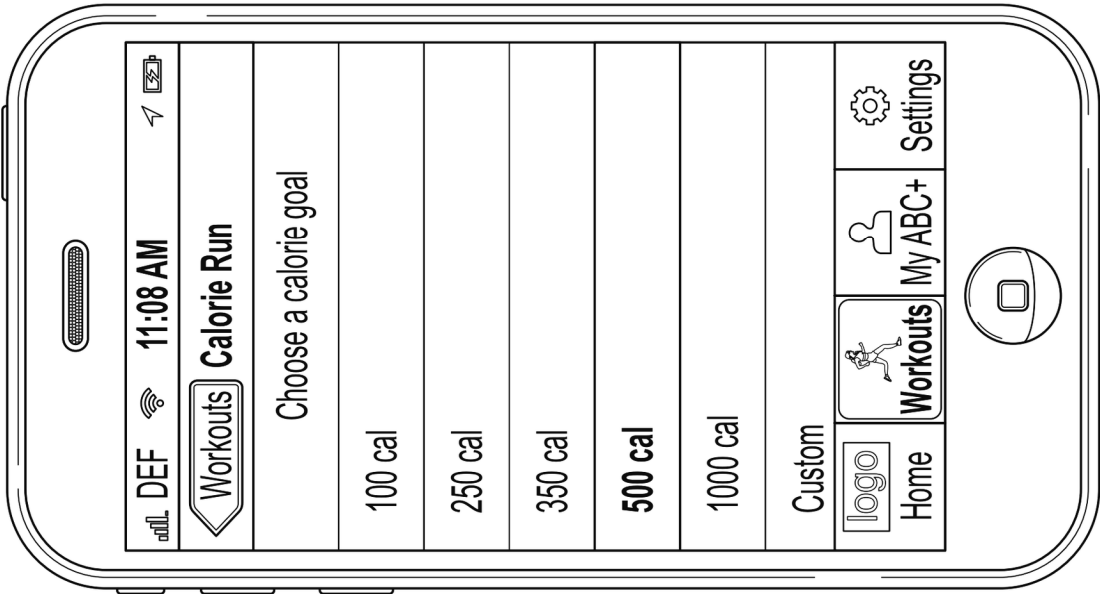 DEF 11:08 AM
Workouts Calorie Run
Choose a calorie goal
100 cal
250 cal
350 cal
500 cal
1000 cal
Custom
logo
Home Workouts My ABC+ Settings